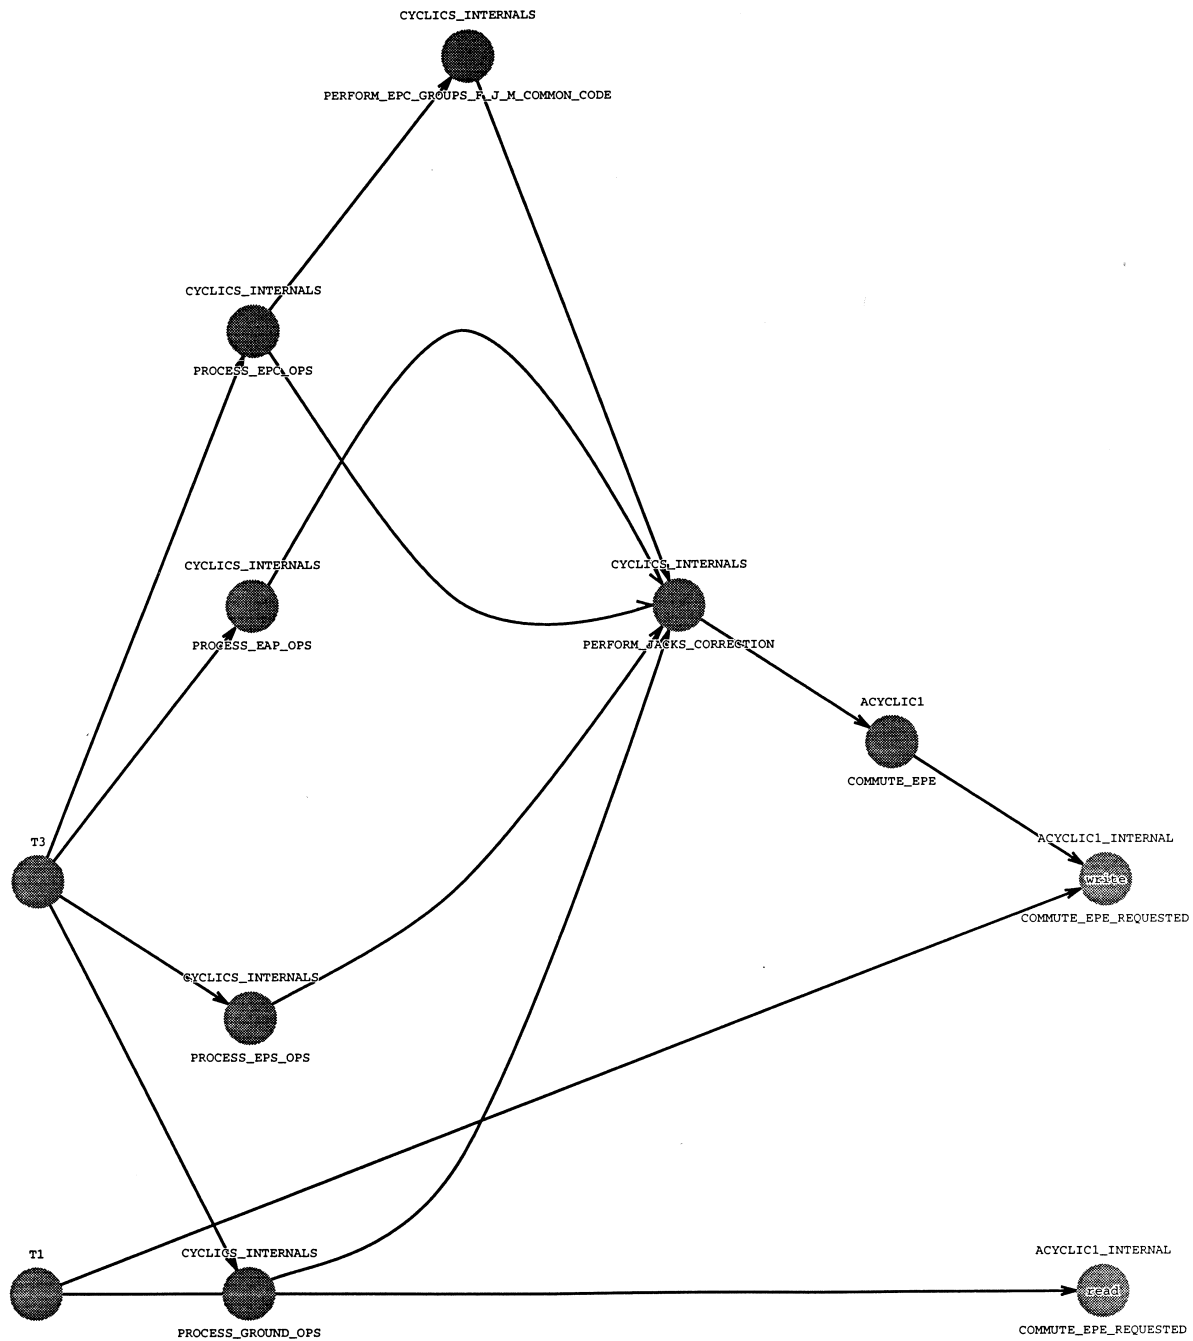 CYCLICS_INTERNALS
PERFORM_EPC_GROUPS_F_J_M_COMMON_CODE
CYCLICS_INTERNALS
PROCESS_EPC_OPS
CYCLICS_INTERNALS
PROCESS_EAP_OPS
CYCLICS_INTERNALS
PERFORM_JACKS_CORRECTION
ACYCLIC1
COMMUTE_EPE
T3
ACYCLIC1_INTERNAL
write
COMMUTE_EPE_REQUESTED
CYCLICS_INTERNALS
PROCESS_EPS_OPS
T1
CYCLICS_INTERNALS
PROCESS_GROUND_OPS
ACYCLIC1_INTERNAL
read
COMMUTE_EPE_REQUESTED